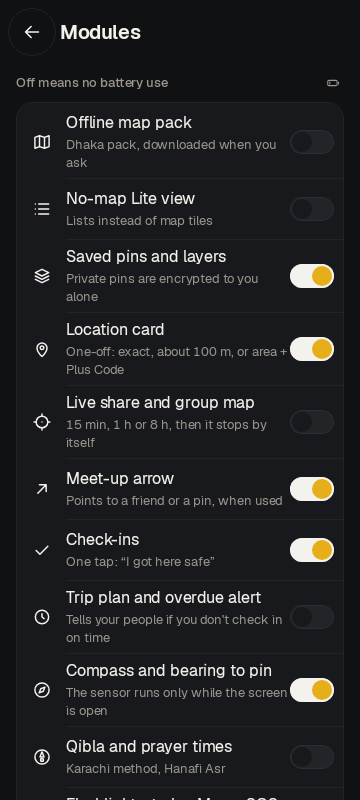 Modules
Off means no battery use
Offline map pack
Dhaka pack, downloaded when you
ask
No-map Lite view
Lists instead of map tiles
Saved pins and layers
Private pins are encrypted to you
alone
Location card
One-off: exact, about 100 m, or area +
Plus Code
Live share and group map
15 min, 1 h or 8 h, then it stops by
itself
Meet-up arrow
Points to a friend or a pin, when used
Check-ins
One tap: “I got here safe”
Trip plan and overdue alert
Tells your people if you don't check in
on time
Compass and bearing to pin
The sensor runs only while the screen
is open
Qibla and prayer times
Karachi method, Hanafi Asr